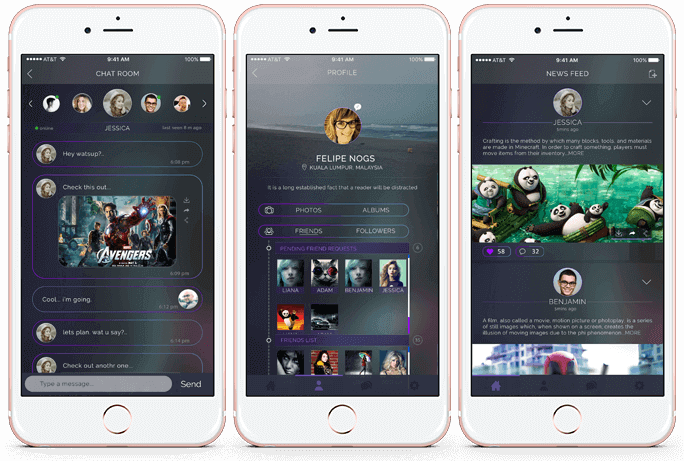 AT&T 9:41 AM 100%
CHAT ROOM
online JESSICA last seen 8 m ago
Hey watsup?..
6:08 pm
Check this out...
MARVEL
AVENGERS
6:09 pm
Cool.. i'm going.
6:12 pm
lets plan wat u say?.
6:14 pm
Check out anothr one...
Type a message... Send
AT&T 9:41 AM 100%
PROFILE
FELIPE NOGS
KUALA LUMPUR, MALAYSIA
It is a long established fact that a reader will be distracted
PHOTOS ALBUMS
FRIENDS FOLLOWERS
PENDING FRIEND REQUESTS
LIANA ADAM BENJAMIN JESSICA
FRIENDS LIST
AT&T 9:41 AM 100%
NEWS FEED
JESSICA
6mins ago
Crafting is the method by which many blocks, tools, and materials
are made in Minecraft. In order to craft something, players must
move items from their inventory...MORE
58 32
BENJAMIN
6mins ago
A film, also called a movie, motion picture or photoplay, is a series
of still images which, when shown on a screen, creates the
illusion of moving images due to the phi phenomenon. ..MORE